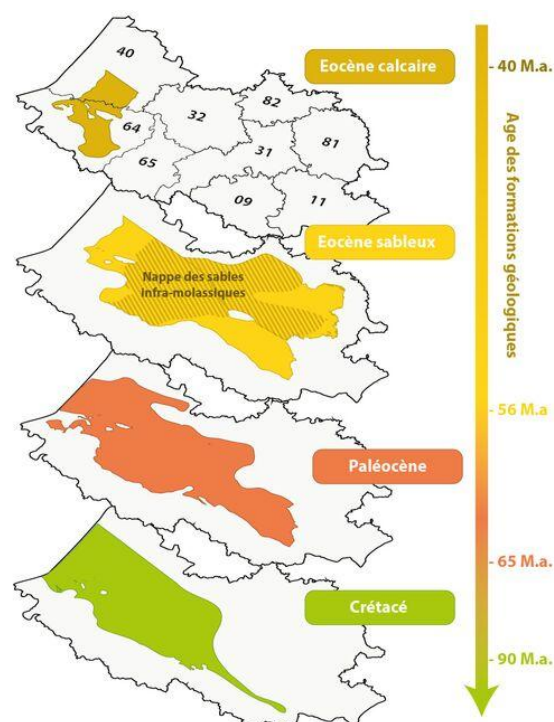 40
Eocène calcaire
- 40 M.a.
82
32
64
81
31
65
09
11
Age des formations géologiques
Eocène sableux
Nappe des sables
infra-molassiques
- 56 M.a
Paléocène
- 65 M.a.
Crétacé
- 90 M.a.